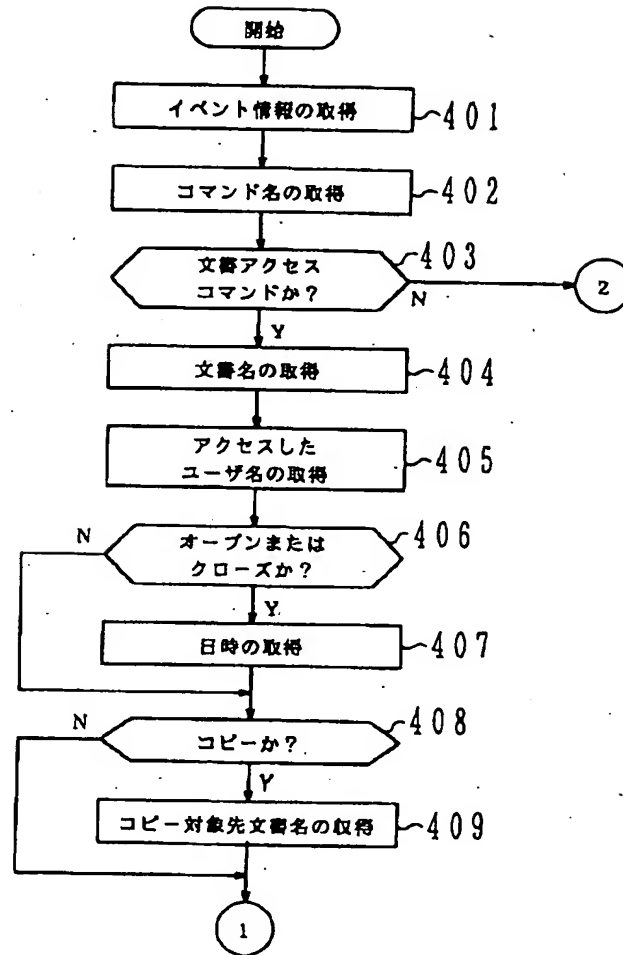 開始
イベント情報の取得
401
コマンド名の取得
402
文書アクセス
コマンドか?
403
N
2
Y
文書名の取得
404
アクセスした
ユーザ名の取得
405
N
オープンまたは
クローズか?
406
Y
日時の取得
407
N
コピーか?
408
Y
コピー対象先文書名の取得
409
1